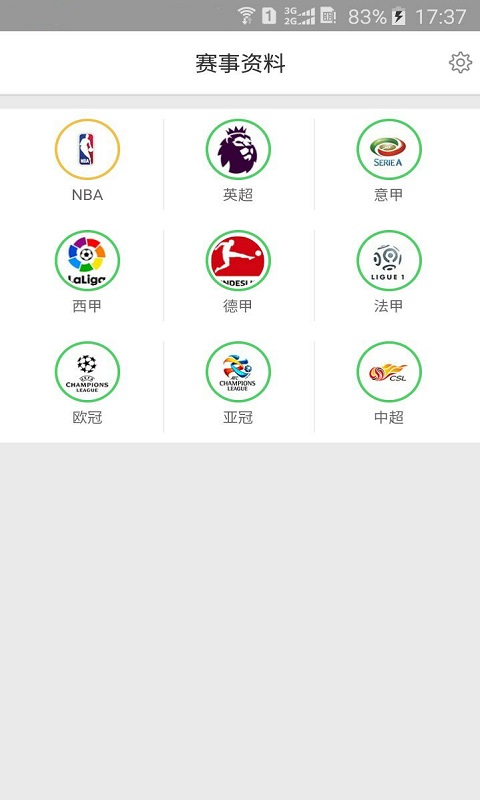 1 3G 2G 83% 17:37
赛事资料
NBA SERIE A
NBA 英超 意甲
LaLiga NDESLI LIGUE 1
西甲 德甲 法甲
UEFA CHAMPIONS LEAGUE AFC CHAMPIONS LEAGUE CSL
欧冠 亚冠 中超